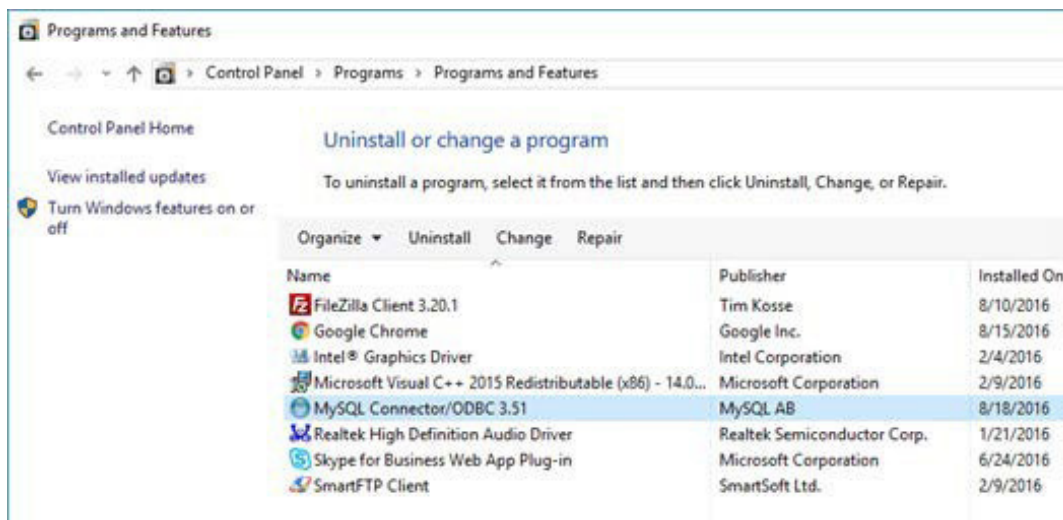 Programs and Features
Control Panel > Programs > Programs and Features
Control Panel Home
View installed updates
Turn Windows features on or
off
Uninstall or change a program
To uninstall a program, select it from the list and then click Uninstall, Change, or Repair.
Organize Uninstall Change Repair
Name Publisher Installed On
FileZilla Client 3.20.1 Tim Kosse 8/10/2016
Google Chrome Google Inc. 8/15/2016
Intel® Graphics Driver Intel Corporation 2/4/2016
Microsoft Visual C++ 2015 Redistributable (x86) - 14.0... Microsoft Corporation 2/9/2016
MySQL Connector/ODBC 3.51 MySQL AB 8/18/2016
Realtek High Definition Audio Driver Realtek Semiconductor Corp. 1/21/2016
Skype for Business Web App Plug-in Microsoft Corporation 6/24/2016
SmartFTP Client SmartSoft Ltd. 2/9/2016